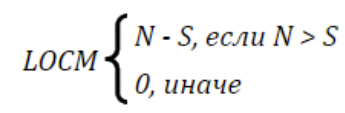 LOCM { N - S, если N > S
0, иначе